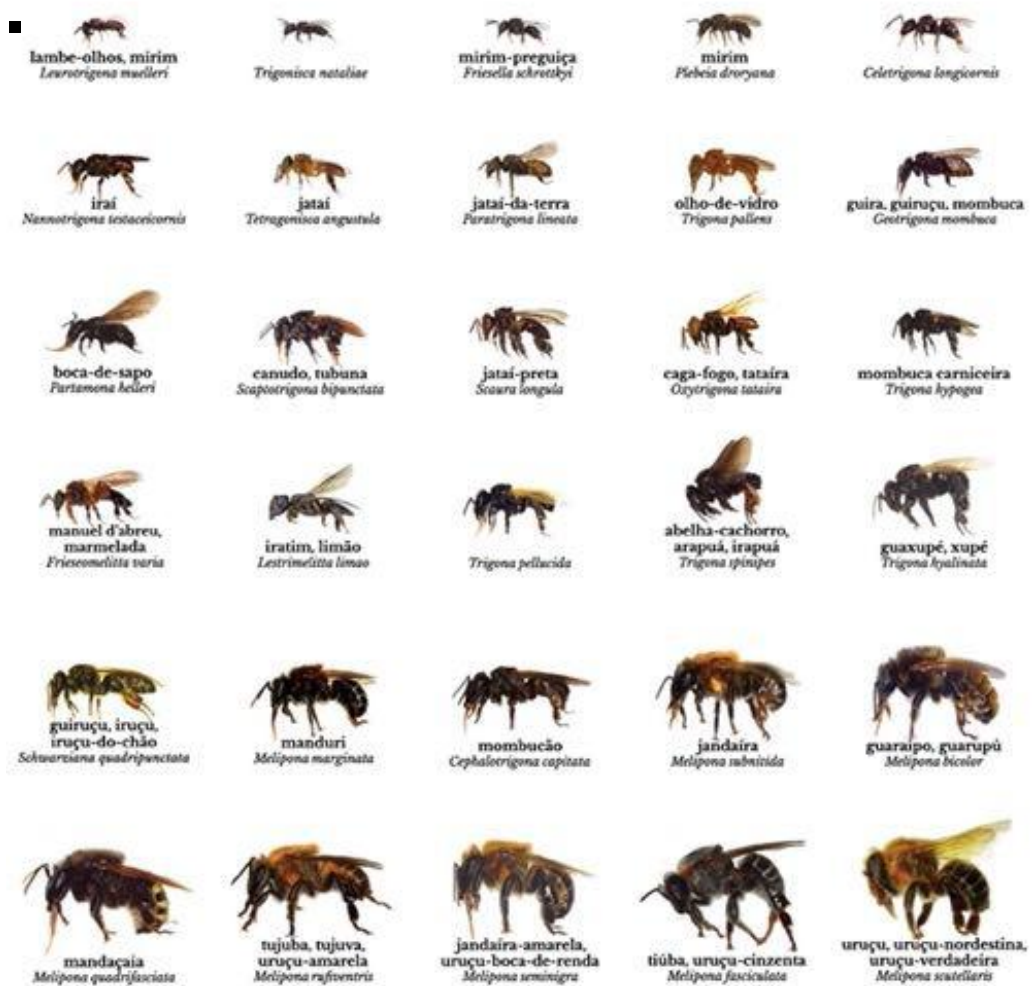 lambe-olhos, mirim
Leurotrigona muelleri
Trigonisca nataliae
mirim-preguiça
Friesella schrottkyi
mirim
Plebeia droryana
Celetrigona longicornis
iraí
Nannotrigona testaceicornis
jataí
Tetragonisca angustula
jataí-da-terra
Paratrigona lineata
olho-de-vidro
Trigona pallens
guira, guiruçu, mombuca
Geotrigona mombuca
boca-de-sapo
Partamona helleri
canudo, tubuna
Scaptotrigona bipunctata
jataí-preta
Scaura longula
caga-fogo, tataíra
Oxytrigona tataira
mombuca carniceira
Trigona hypogea
manuel d'abreu,
marmelada
Frieseomelitta varia
iratim, limão
Lestrimelitta limao
Trigona pellucida
abelha-cachorro,
arapuá, irapuá
Trigona spinipes
guaxupé, xupé
Trigona hyalinata
guiruçu, iruçu,
iruçu-do-chão
Schwarziana quadripunctata
manduri
Melipona marginata
mombucão
Cephalotrigona capitata
jandaíra
Melipona subnitida
guaraipo, guarupú
Melipona bicolor
mandaçaia
Melipona quadrifasciata
tujuba, tujuva,
uruçu-amarela
Melipona rufiventris
jandaíra-amarela,
uruçu-boca-de-renda
Melipona seminigra
tiúba, uruçu-cinzenta
Melipona fasciculata
uruçu, uruçu-nordestina,
uruçu-verdadeira
Melipona scutellaris